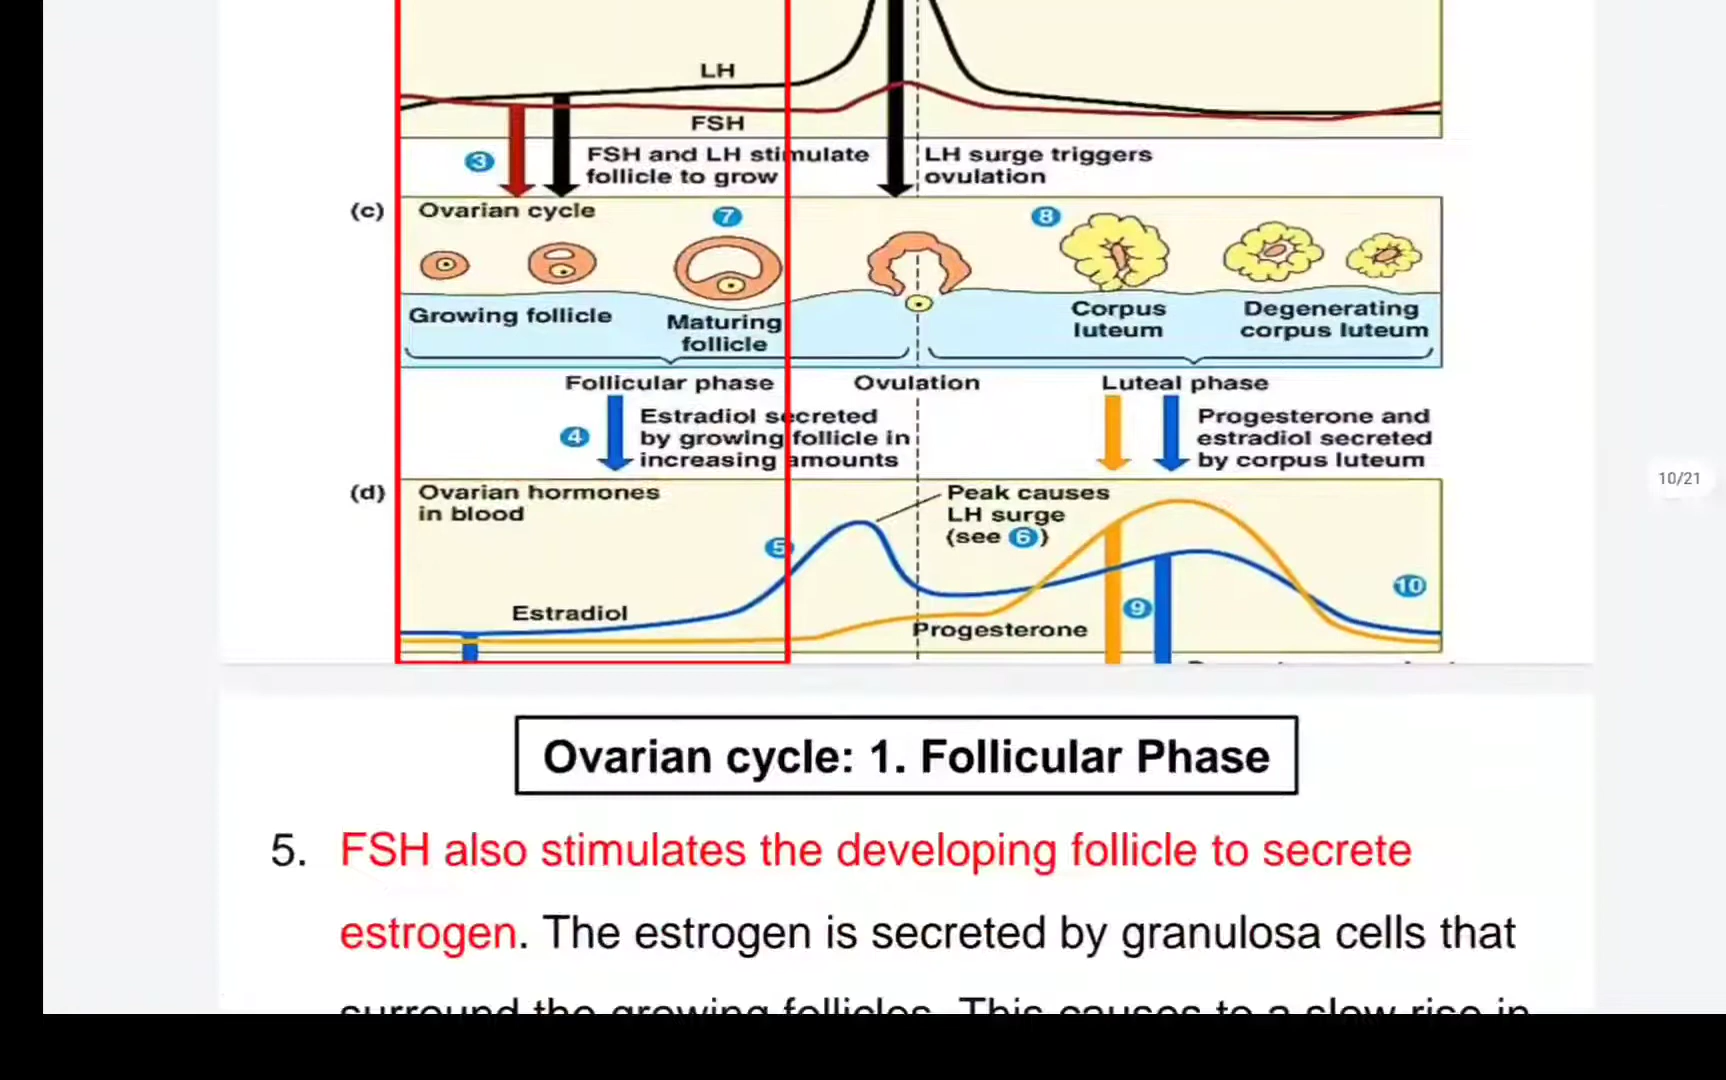 LH
FSH
3
FSH and LH stimulate
follicle to grow
LH surge triggers
ovulation
(c)
Ovarian cycle
7
8
Growing follicle
Maturing
follicle
Corpus
luteum
Degenerating
corpus luteum
Follicular phase
Ovulation
Luteal phase
4
Estradiol secreted
by growing follicle in
increasing amounts
Progesterone and
estradiol secreted
by corpus luteum
(d)
Ovarian hormones
in blood
Peak causes
LH surge
(see 6)
5
10
9
Estradiol
Progesterone
10/21
Ovarian cycle: 1. Follicular Phase
5. FSH also stimulates the developing follicle to secrete
estrogen. The estrogen is secreted by granulosa cells that
surround the growing follicles. This causes to a slow rise in